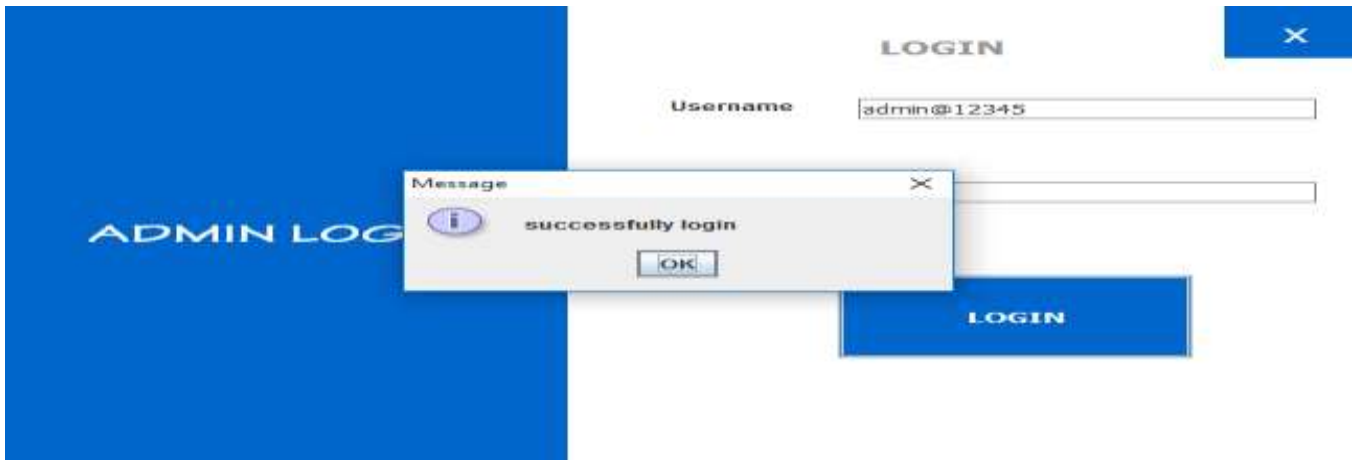 LOGIN
×
Username
admin@12345
Message
×
i
successfully login
OK
ADMIN LOG
LOGIN